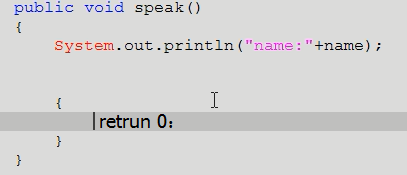 public void speak()
{
System.out.println("name:"+name);
{
retrun 0：
}
}